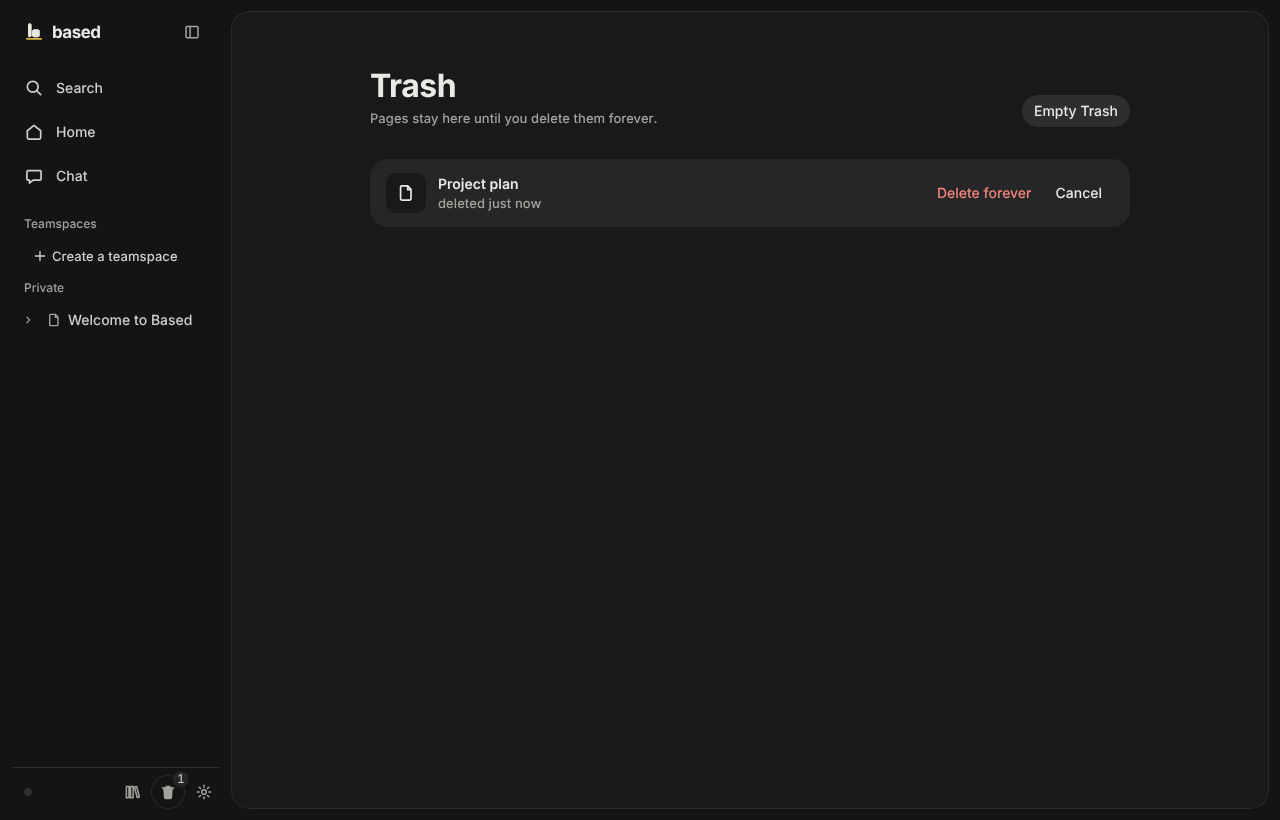 based
Search
Home
Chat
Teamspaces
Create a teamspace
Private
Welcome to Based
1
Trash
Pages stay here until you delete them forever.
Empty Trash
Project plan
deleted just now
Delete forever
Cancel